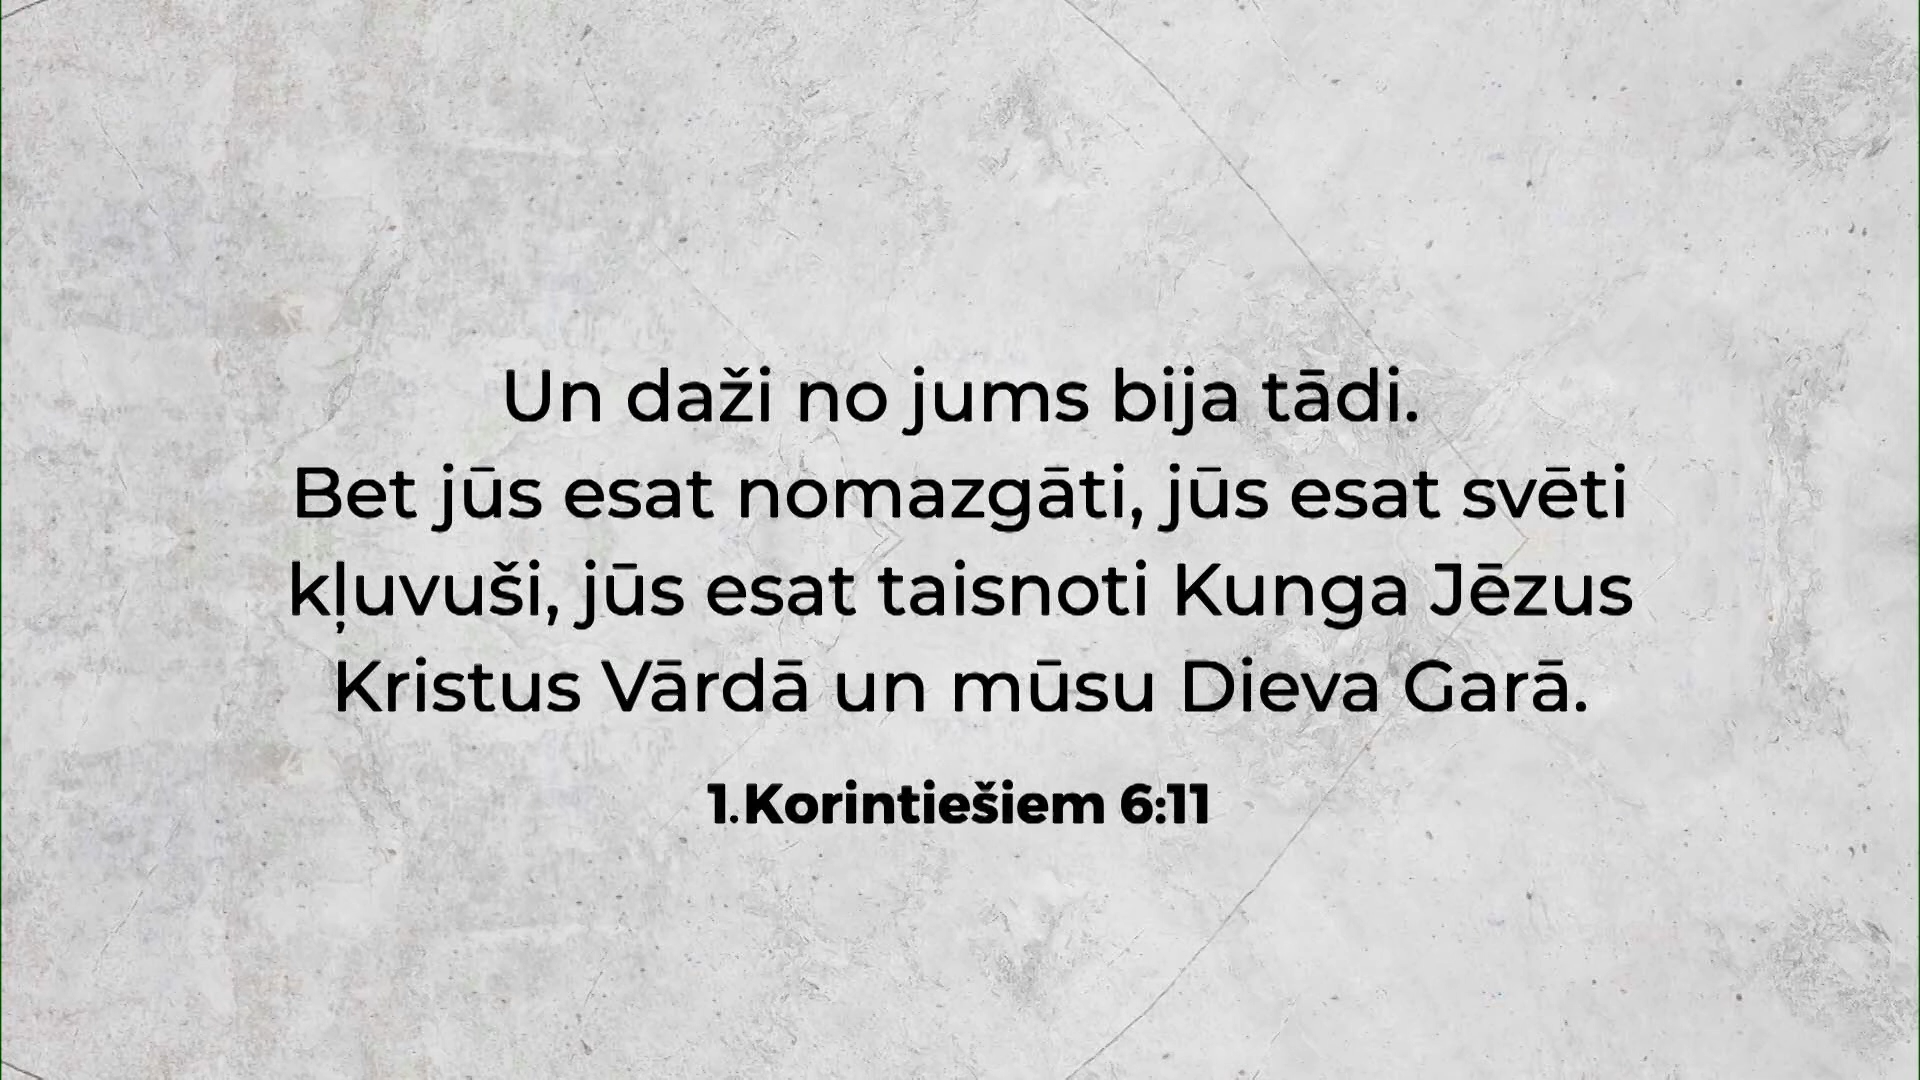 Un daži no jums bija tādi.
Bet jūs esat nomazgāti, jūs esat svēti
kļuvuši, jūs esat taisnoti Kunga Jēzus
Kristus Vārdā un mūsu Dieva Garā.
1.Korintiešiem 6:11